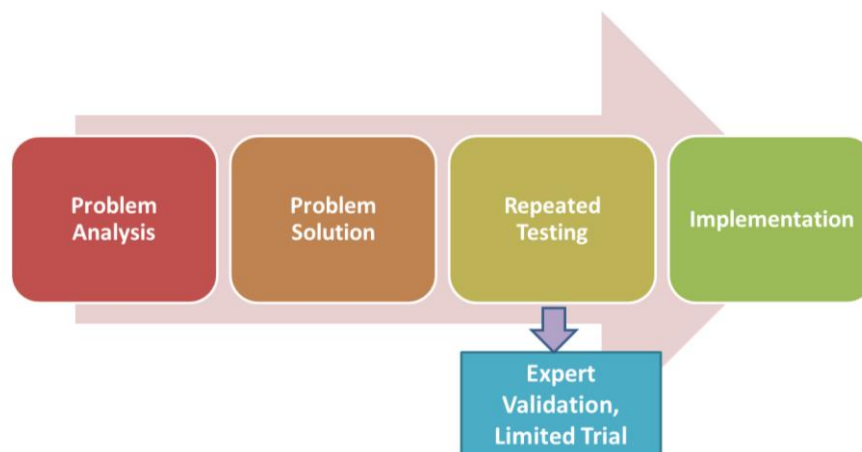 Problem
Analysis
Problem
Solution
Repeated
Testing
Implementation
Expert
Validation,
Limited Trial